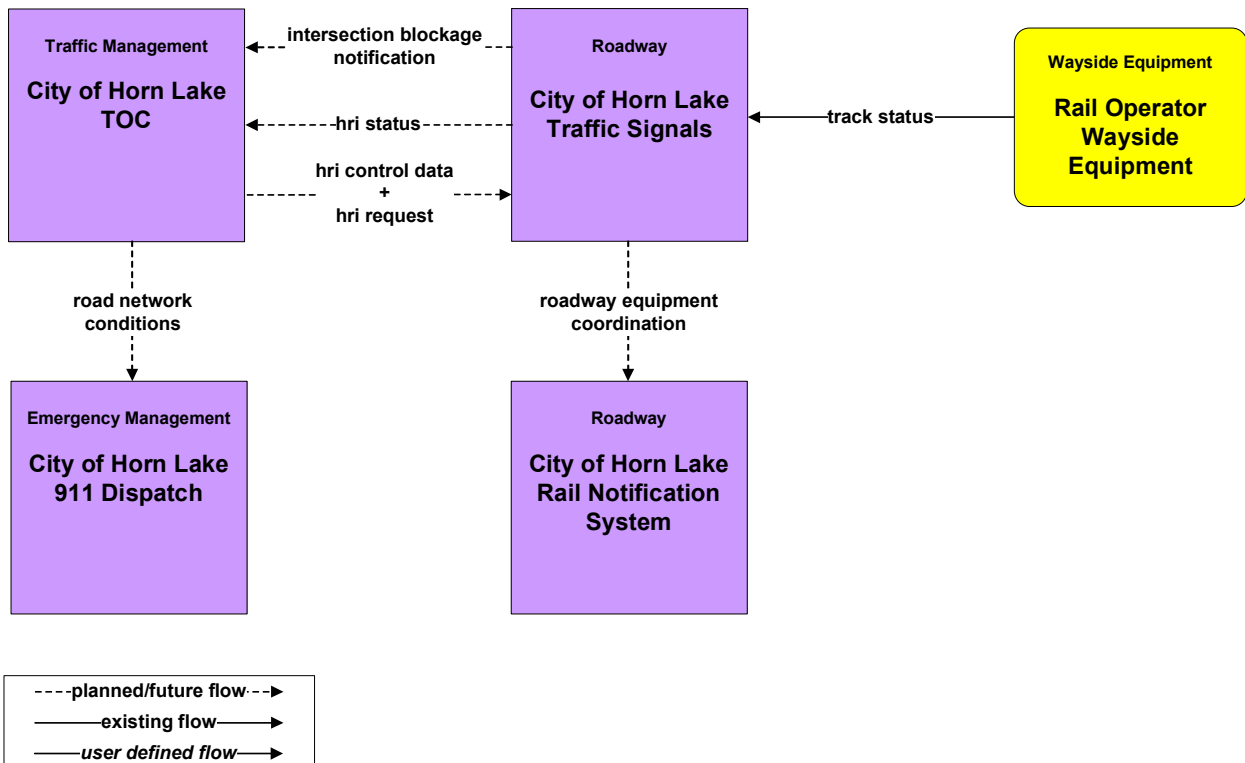 Traffic Management
City of Horn Lake
TOC
intersection blockage
notification
hri status
hri control data
+
hri request
Roadway
City of Horn Lake
Traffic Signals
track status
Wayside Equipment
Rail Operator
Wayside
Equipment
road network
conditions
roadway equipment
coordination
Emergency Management
City of Horn Lake
911 Dispatch
Roadway
City of Horn Lake
Rail Notification
System
planned/future flow
existing flow
user defined flow